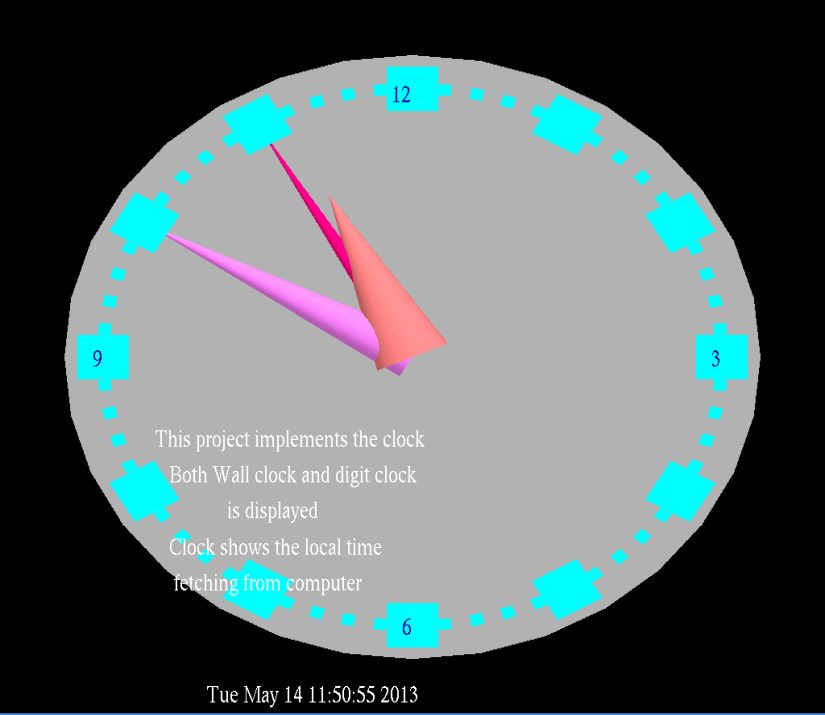 12
9
3
This project implements the clock
Both Wall clock and digit clock
is displayed
Clock shows the local time
fetching from computer
6
Tue May 14 11:50:55 2013